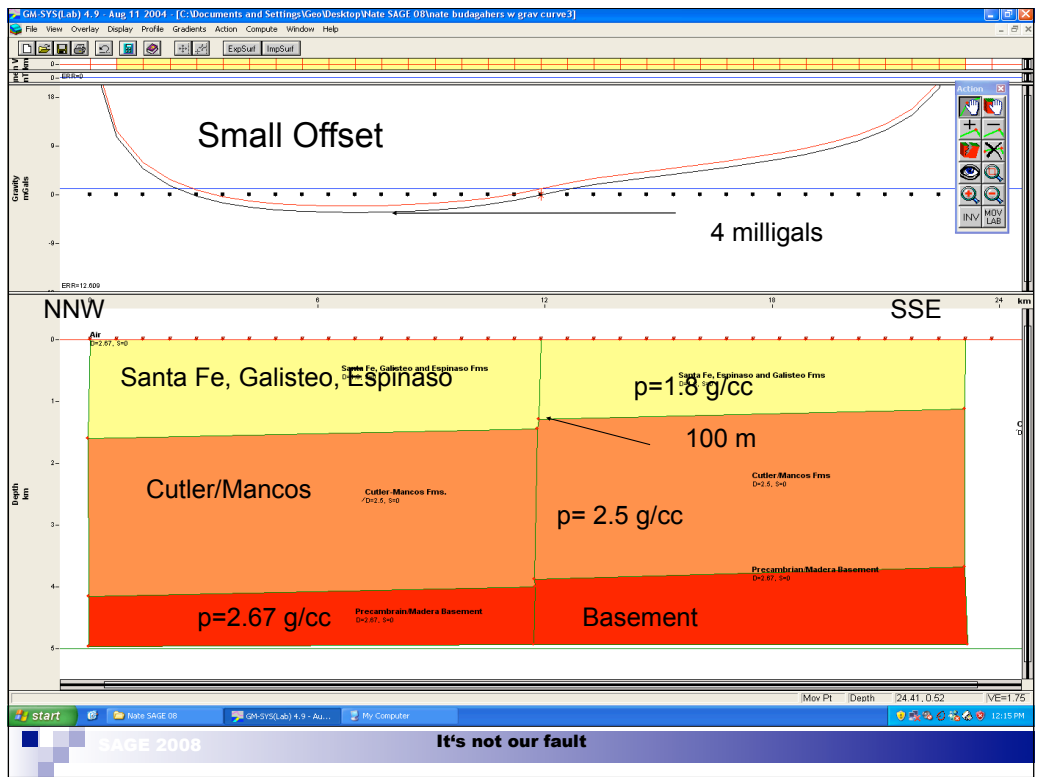 GM-SYS(Lab) 4.9 - Aug 11 2004 - [C:\Documents and Settings\Geo\Desktop\Nate SAGE 08\nate budagahers w grav curve3]
File View Overlay Display Profile Gradients Action Compute Window Help
ExpSurf ImpSurf
km
0-
nT
0- ERR=0
Action
INV MOV LAB
18-
9-
0-
-9-
Gravity
mGals
Small Offset
4 milligals
ERR=12.609
0 6 12 18 24 km
NNW SSE
Air
D=2.67, S=0
Santa Fe, Galisteo and Espinaso Fms
Santa Fe, Galisteo, Espinaso
Santa Fe, Espinaso and Galisteo Fms
p=1.8 g/cc
100 m
0-
1-
2-
3-
4-
5-
Depth
km
Cutler/Mancos
Cutler-Mancos Fms.
D=2.5, S=0
Cutler/Mancos Fms
D=2.5, S=0
p= 2.5 g/cc
Precambrian/Madera Basement
D=2.67, S=0
p=2.67 g/cc
Precambrain/Madera Basement
D=2.67, S=0
Basement
Mov Pt Depth 24.41, 0.52 VE=1.75
start Nate SAGE 08 GM-SYS(Lab) 4.9 - Au... My Computer 12:15 PM
SAGE 2008
It's not our fault